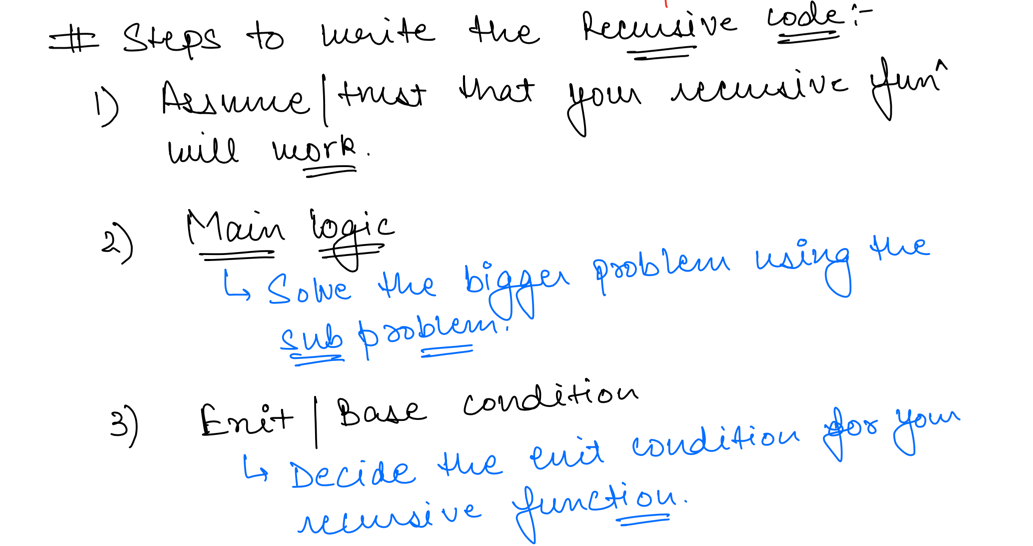 # Steps to write the Recursive code :-
1) Assume | trust that your recursive funⁿ
will work.
2) Main logic
↳ Solve the bigger problem using the
sub problem.
3) Exit | Base condition
↳ Decide the exit condition for your
recursive function.